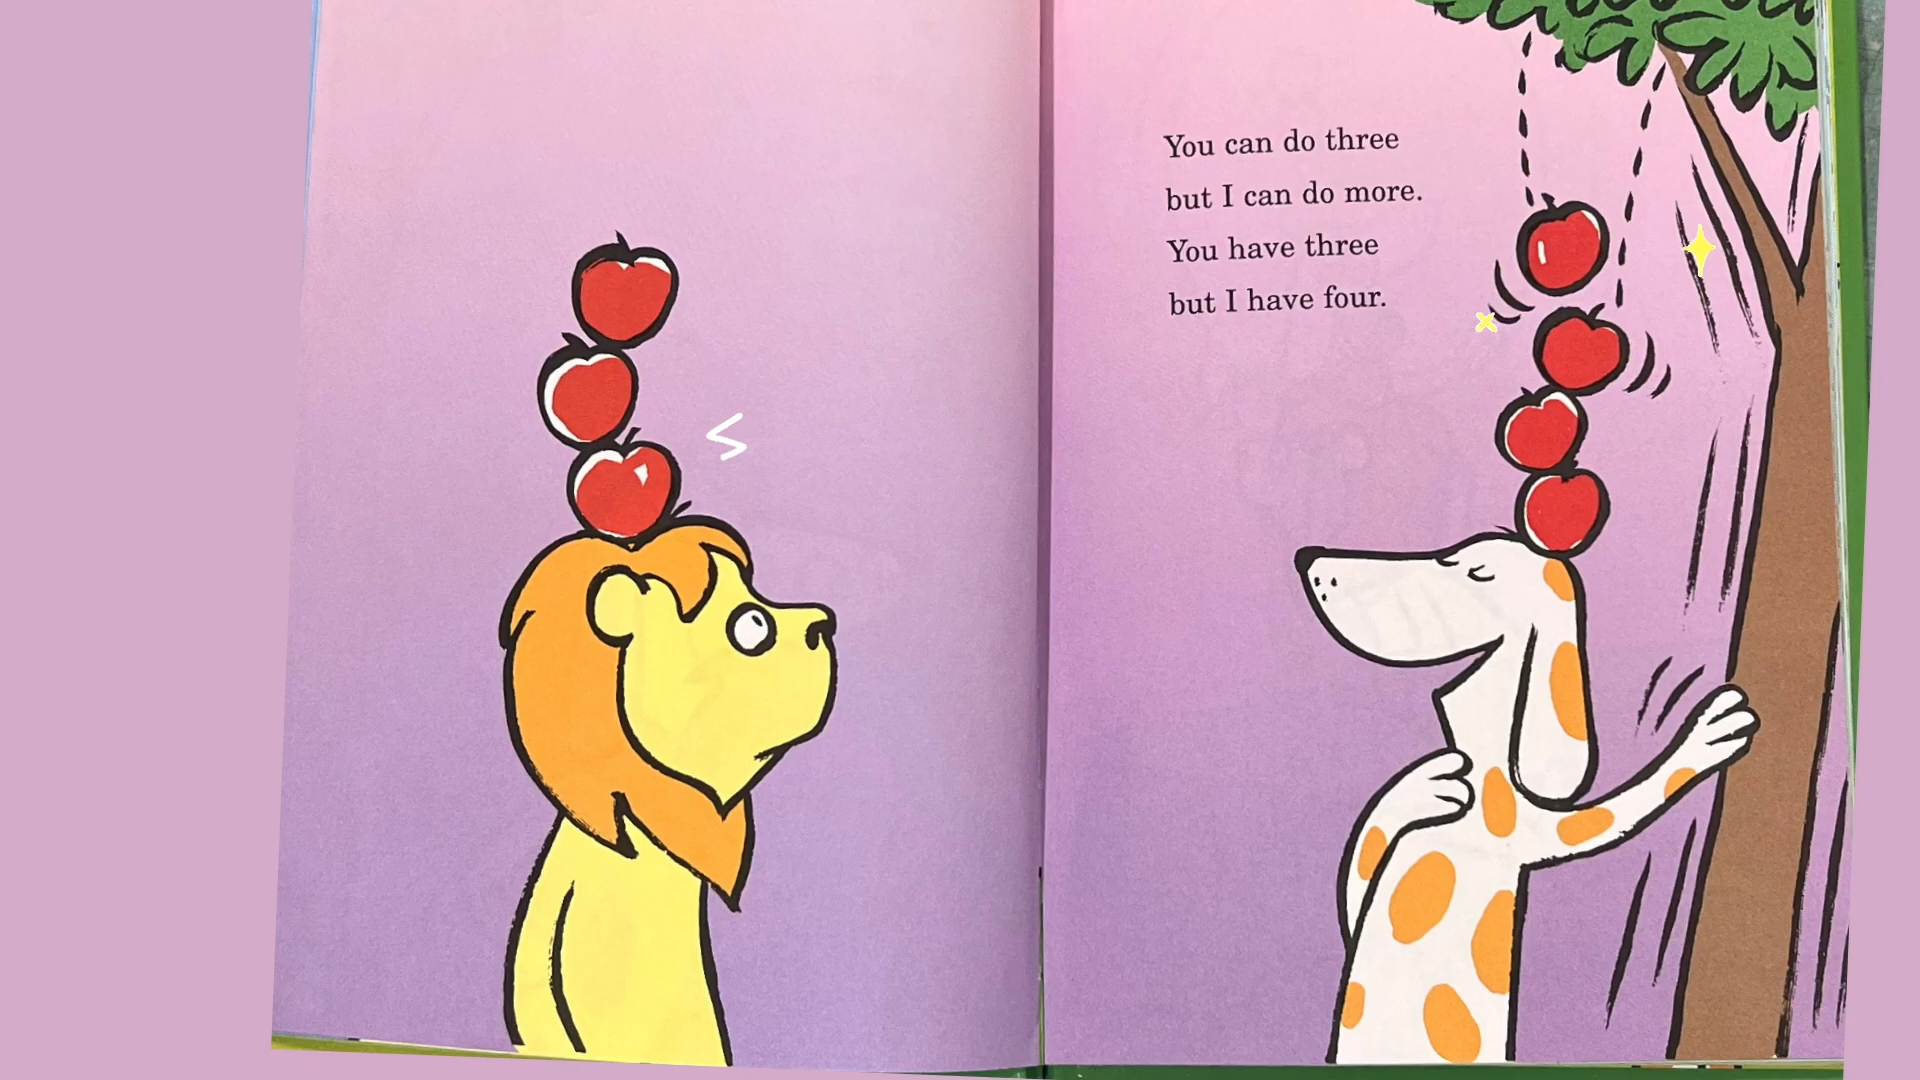 You can do three
but I can do more.
You have three
but I have four.